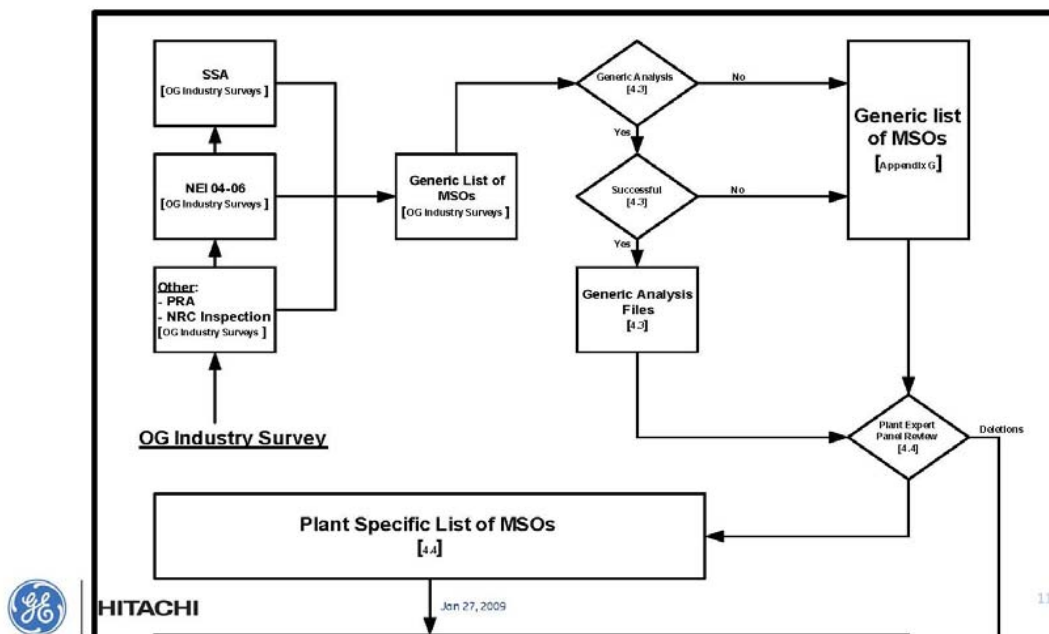 SSA
[OG Industry Surveys]
NEI 04-06
[OG Industry Surveys]
Other:
- PRA
- NRC Inspection
[OG Industry Surveys]
OG Industry Survey
Generic List of
MSOs
[OG Industry Surveys]
Generic Analysis
[4.3]
No
Yes
Successful
[4.3]
No
Yes
Generic Analysis
Files
[4.3]
Generic list
of MSOs
[Appendix G]
Plant Expert
Panel Review
[4.4]
Deletions
Plant Specific List of MSOs
[4.4]
GE
HITACHI
Jan 27, 2009
11